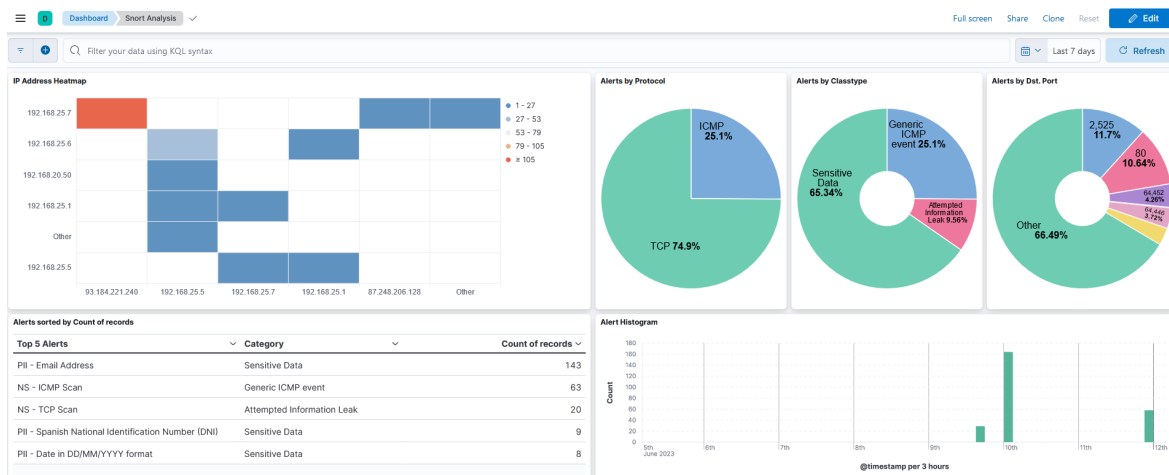 D Dashboard Snort Analysis Full screen Share Clone Reset Edit
Filter your data using KQL syntax Last 7 days Refresh
IP Address Heatmap
192.168.25.7
192.168.25.6
192.168.20.50
192.168.25.1
Other
192.168.25.5
93.184.221.240 192.168.25.5 192.168.25.7 192.168.25.1 87.248.206.128 Other
1 - 27
27 - 53
53 - 79
79 - 105
≥ 105
Alerts by Protocol
ICMP
25.1%
TCP 74.9%
Alerts by Classtype
Generic
ICMP
event 25.1%
Sensitive
Data
65.34%
Attempted
Information
Leak 9.56%
Alerts by Dst. Port
2,525
11.7%
80
10.64%
64,452
4.26%
64,446
3.72%
Other
66.49%
Alerts sorted by Count of records
Top 5 Alerts Category Count of records
PII - Email Address Sensitive Data 143
NS - ICMP Scan Generic ICMP event 63
NS - TCP Scan Attempted Information Leak 20
PII - Spanish National Identification Number (DNI) Sensitive Data 9
PII - Date in DD/MM/YYYY format Sensitive Data 8
Alert Histogram
Count
180
160
140
120
100
80
60
40
20
0
5th 6th 7th 8th 9th 10th 11th 12th
June 2023
@timestamp per 3 hours